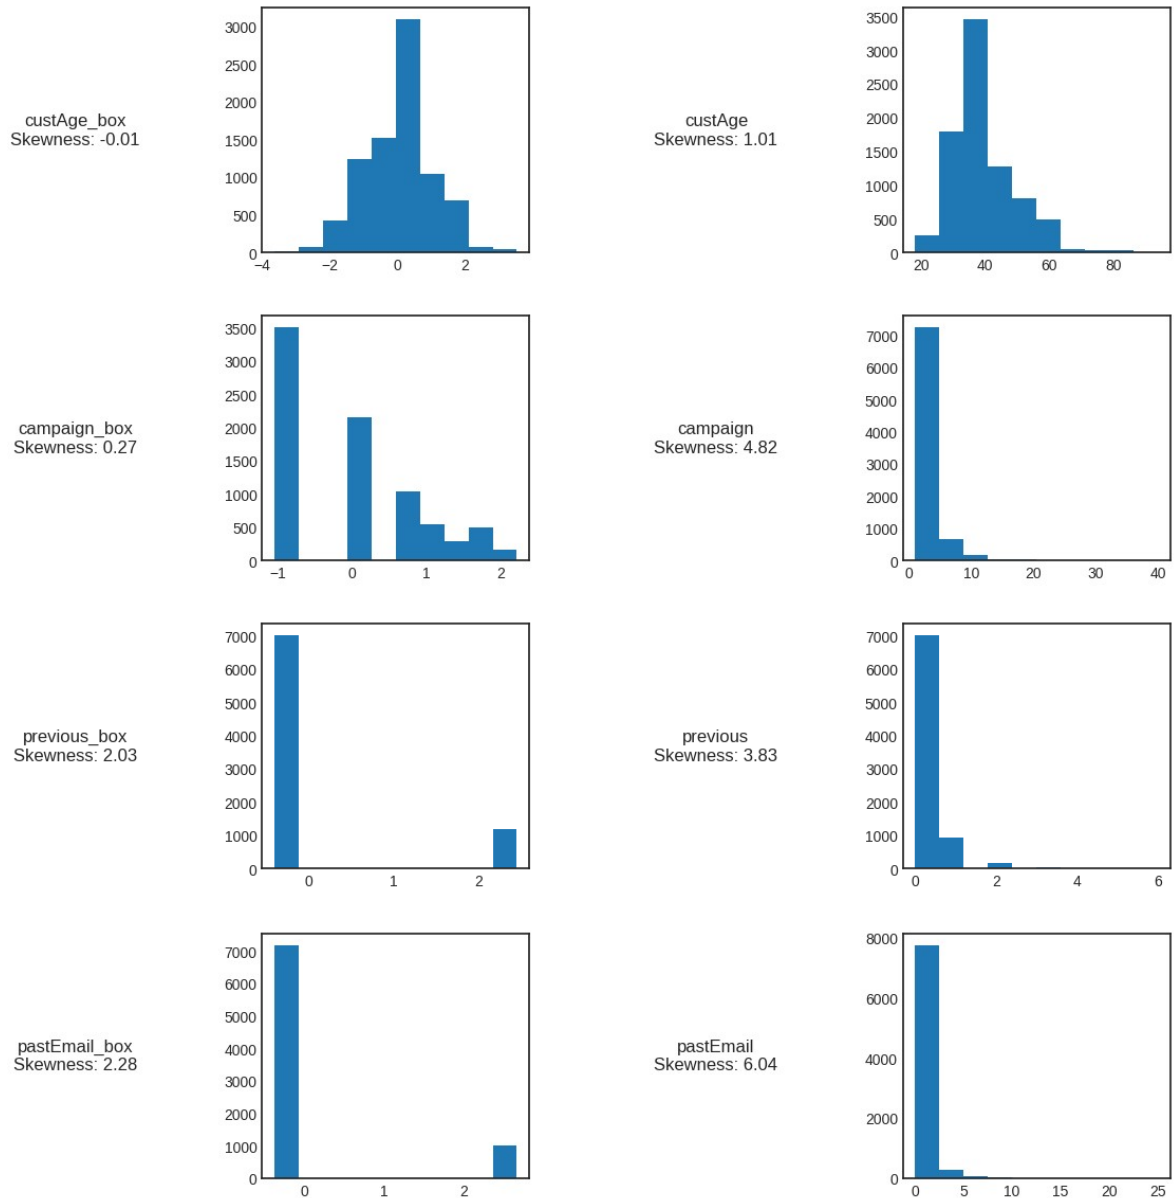 custAge_box
Skewness: -0.01
3000
2500
2000
1500
1000
500
0
−4 −2 0 2
custAge
Skewness: 1.01
3500
3000
2500
2000
1500
1000
500
0
20 40 60 80
campaign_box
Skewness: 0.27
3500
3000
2500
2000
1500
1000
500
0
−1 0 1 2
campaign
Skewness: 4.82
7000
6000
5000
4000
3000
2000
1000
0
0 10 20 30 40
previous_box
Skewness: 2.03
7000
6000
5000
4000
3000
2000
1000
0
0 1 2
previous
Skewness: 3.83
7000
6000
5000
4000
3000
2000
1000
0
0 2 4 6
pastEmail_box
Skewness: 2.28
7000
6000
5000
4000
3000
2000
1000
0
0 1 2
pastEmail
Skewness: 6.04
8000
6000
4000
2000
0
0 5 10 15 20 25